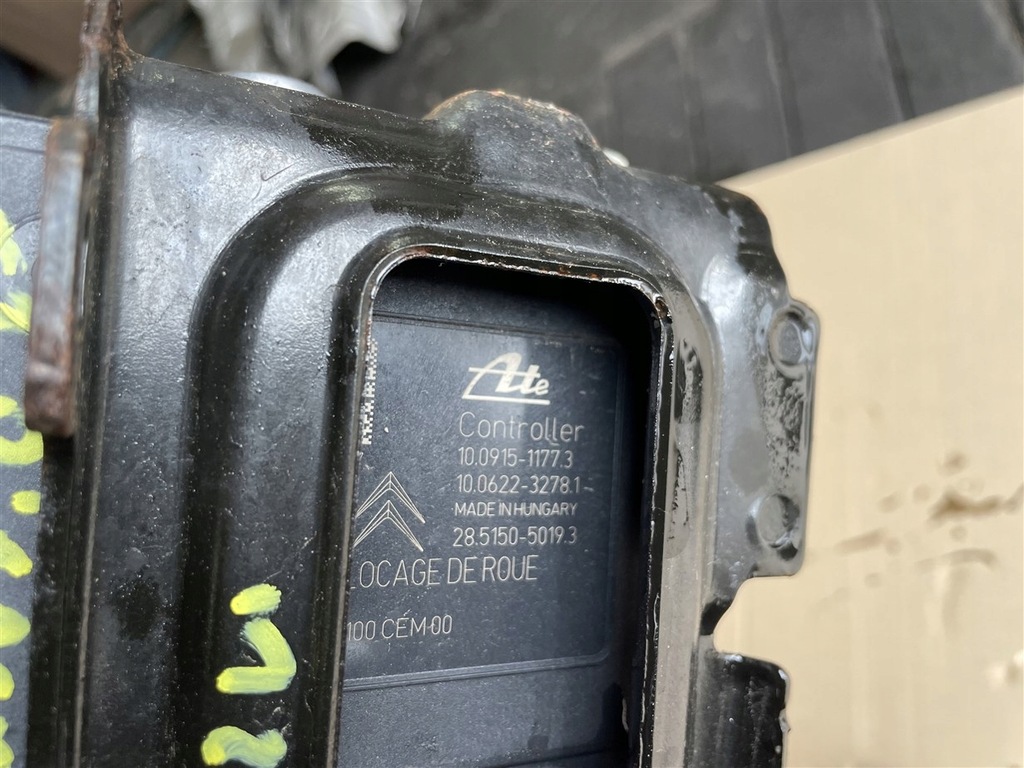 Ate
Controller
10.0915-1177.3
10.0622-3278.1
MADE IN HUNGARY
28.5150-5019.3
LOCAGE DE ROUE
100 CEM-00